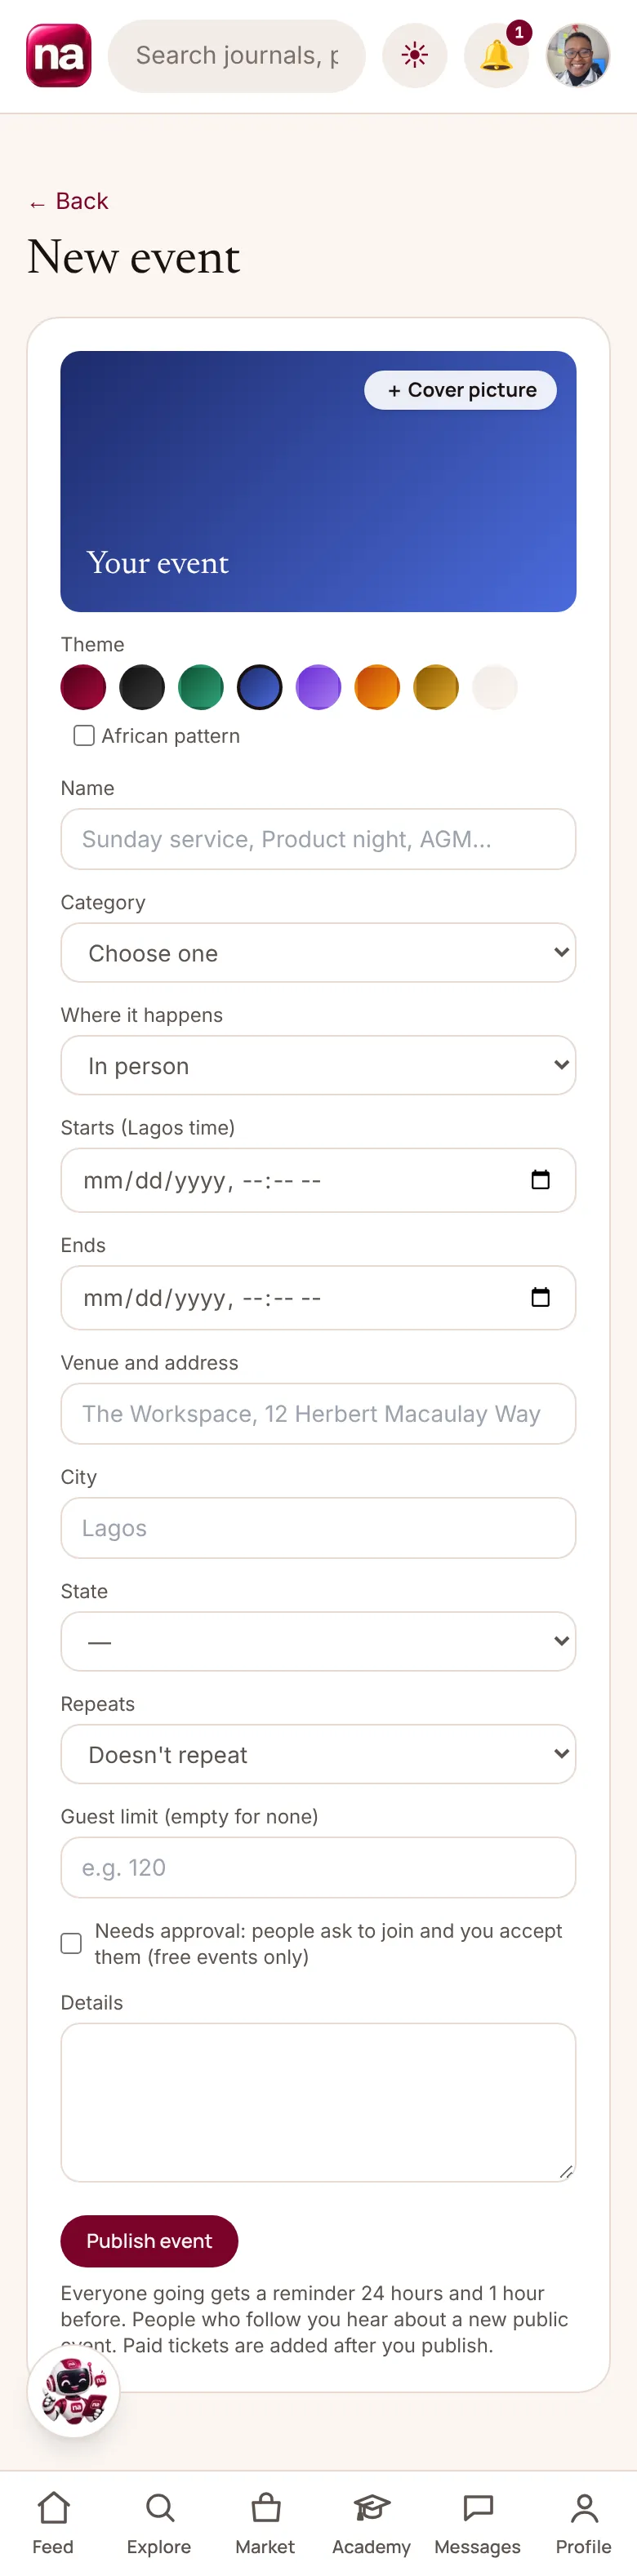 na
Search journals, p
1
← Back
New event
+ Cover picture
Your event
Theme
African pattern
Name
Sunday service, Product night, AGM...
Category
Choose one
Where it happens
In person
Starts (Lagos time)
mm/dd/yyyy, --:-- --
Ends
mm/dd/yyyy, --:-- --
Venue and address
The Workspace, 12 Herbert Macaulay Way
City
Lagos
State
—
Repeats
Doesn't repeat
Guest limit (empty for none)
e.g. 120
Needs approval: people ask to join and you accept
them (free events only)
Details
Publish event
Everyone going gets a reminder 24 hours and 1 hour
before. People who follow you hear about a new public
event. Paid tickets are added after you publish.
na
Feed
Explore
Market
Academy
Messages
Profile